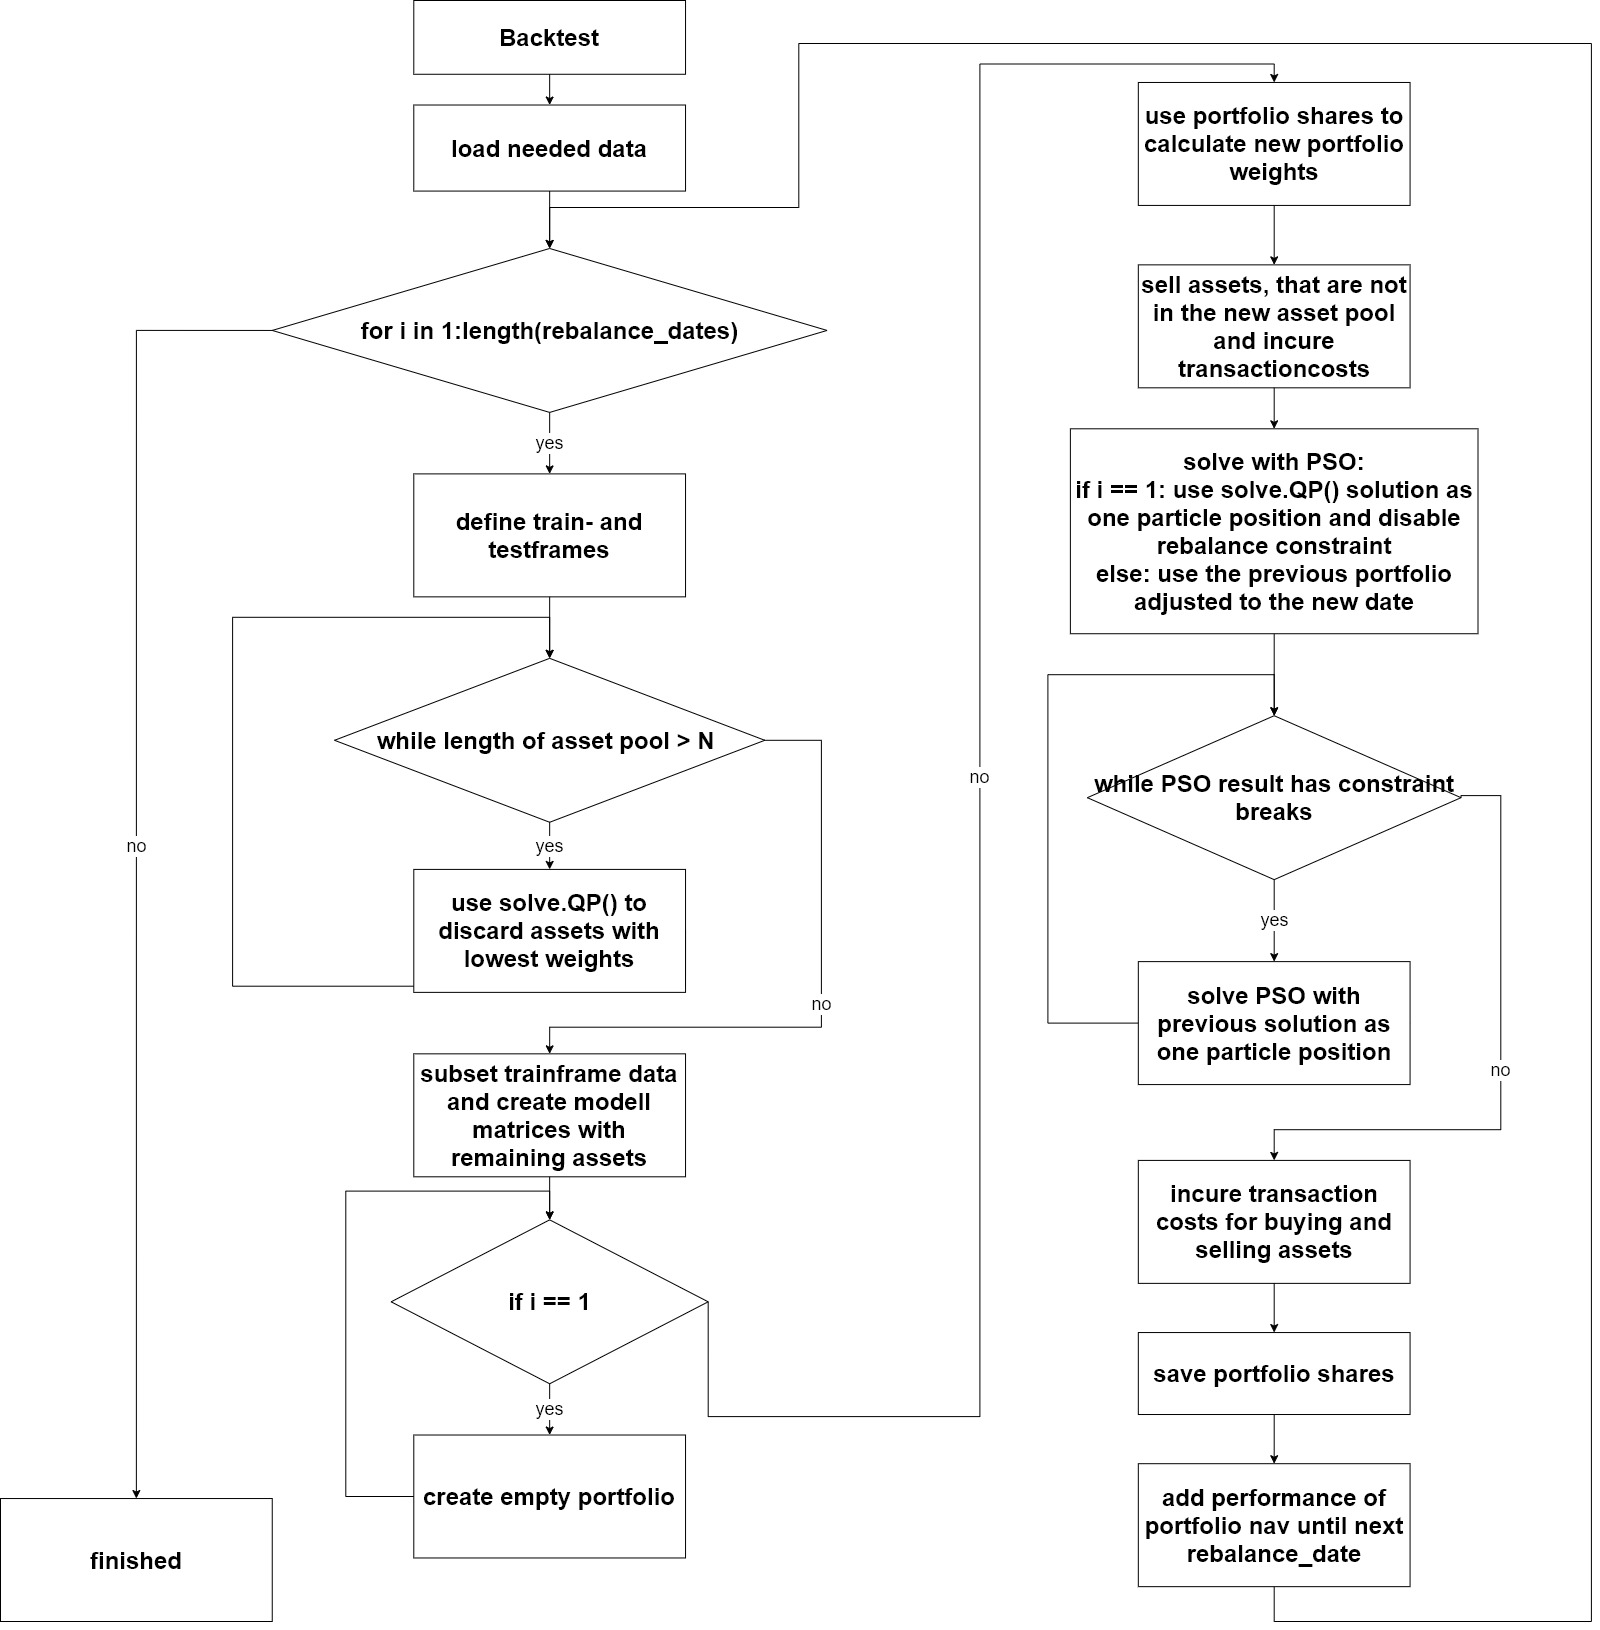 Backtest
load needed data
for i in 1:length(rebalance_dates)
yes
define train- and
testframes
while length of asset pool > N
yes
no
use solve.QP() to
discard assets with
lowest weights
no
subset trainframe data
and create modell
matrices with
remaining assets
if i == 1
yes
create empty portfolio
finished
no
use portfolio shares to
calculate new portfolio
weights
sell assets, that are not
in the new asset pool
and incure
transactioncosts
solve with PSO:
if i == 1: use solve.QP() solution as
one particle position and disable
rebalance constraint
else: use the previous portfolio
adjusted to the new date
while PSO result has constraint
breaks
yes
solve PSO with
previous solution as
one particle position
no
incure transaction
costs for buying and
selling assets
save portfolio shares
add performance of
portfolio nav until next
rebalance_date